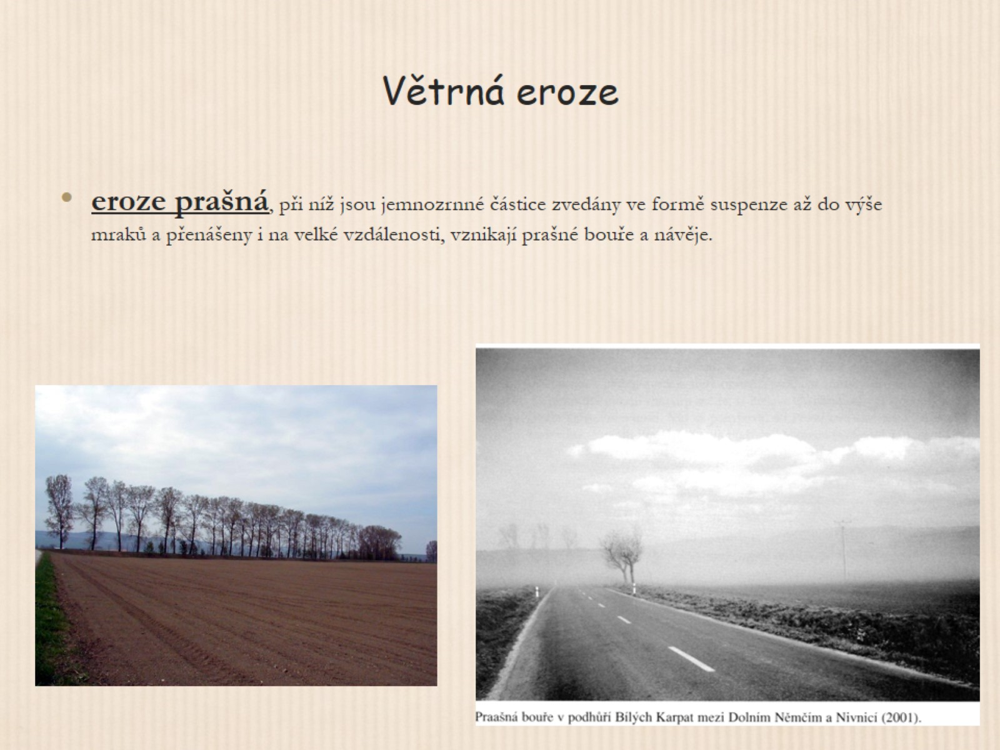 Větrná eroze
• eroze prašná, při níž jsou jemnozrnné částice zvedány ve formě suspenze až do výše
mraků a přenášeny i na velké vzdálenosti, vznikají prašné bouře a návěje.
Praašná bouře v podhůří Bílých Karpat mezi Dolním Němčím a Nivnicí (2001).